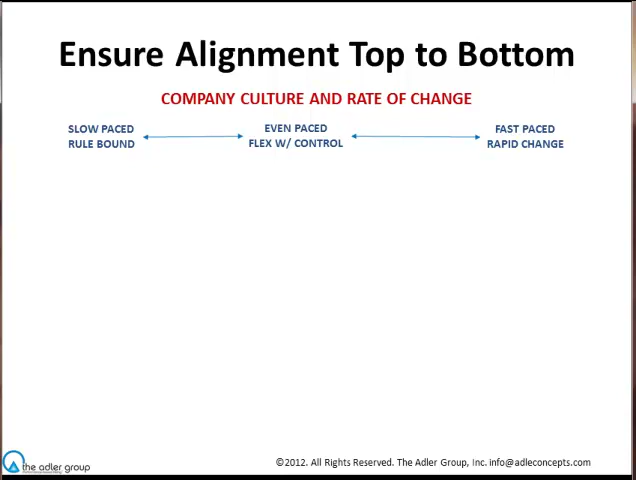 Ensure Alignment Top to Bottom
COMPANY CULTURE AND RATE OF CHANGE
SLOW PACED
RULE BOUND
EVEN PACED
FLEX W/ CONTROL
FAST PACED
RAPID CHANGE
the adler group
©2012. All Rights Reserved. The Adler Group, Inc. info@adleconcepts.com